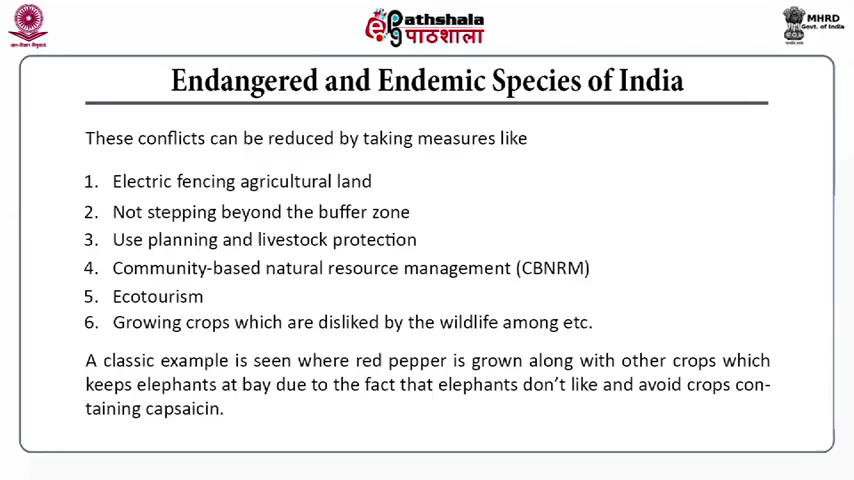 ePathshala
पाठशाला
MHRD
Govt. of India
Endangered and Endemic Species of India
These conflicts can be reduced by taking measures like
1. Electric fencing agricultural land
2. Not stepping beyond the buffer zone
3. Use planning and livestock protection
4. Community-based natural resource management (CBNRM)
5. Ecotourism
6. Growing crops which are disliked by the wildlife among etc.
A classic example is seen where red pepper is grown along with other crops which
keeps elephants at bay due to the fact that elephants don't like and avoid crops con-
taining capsaicin.